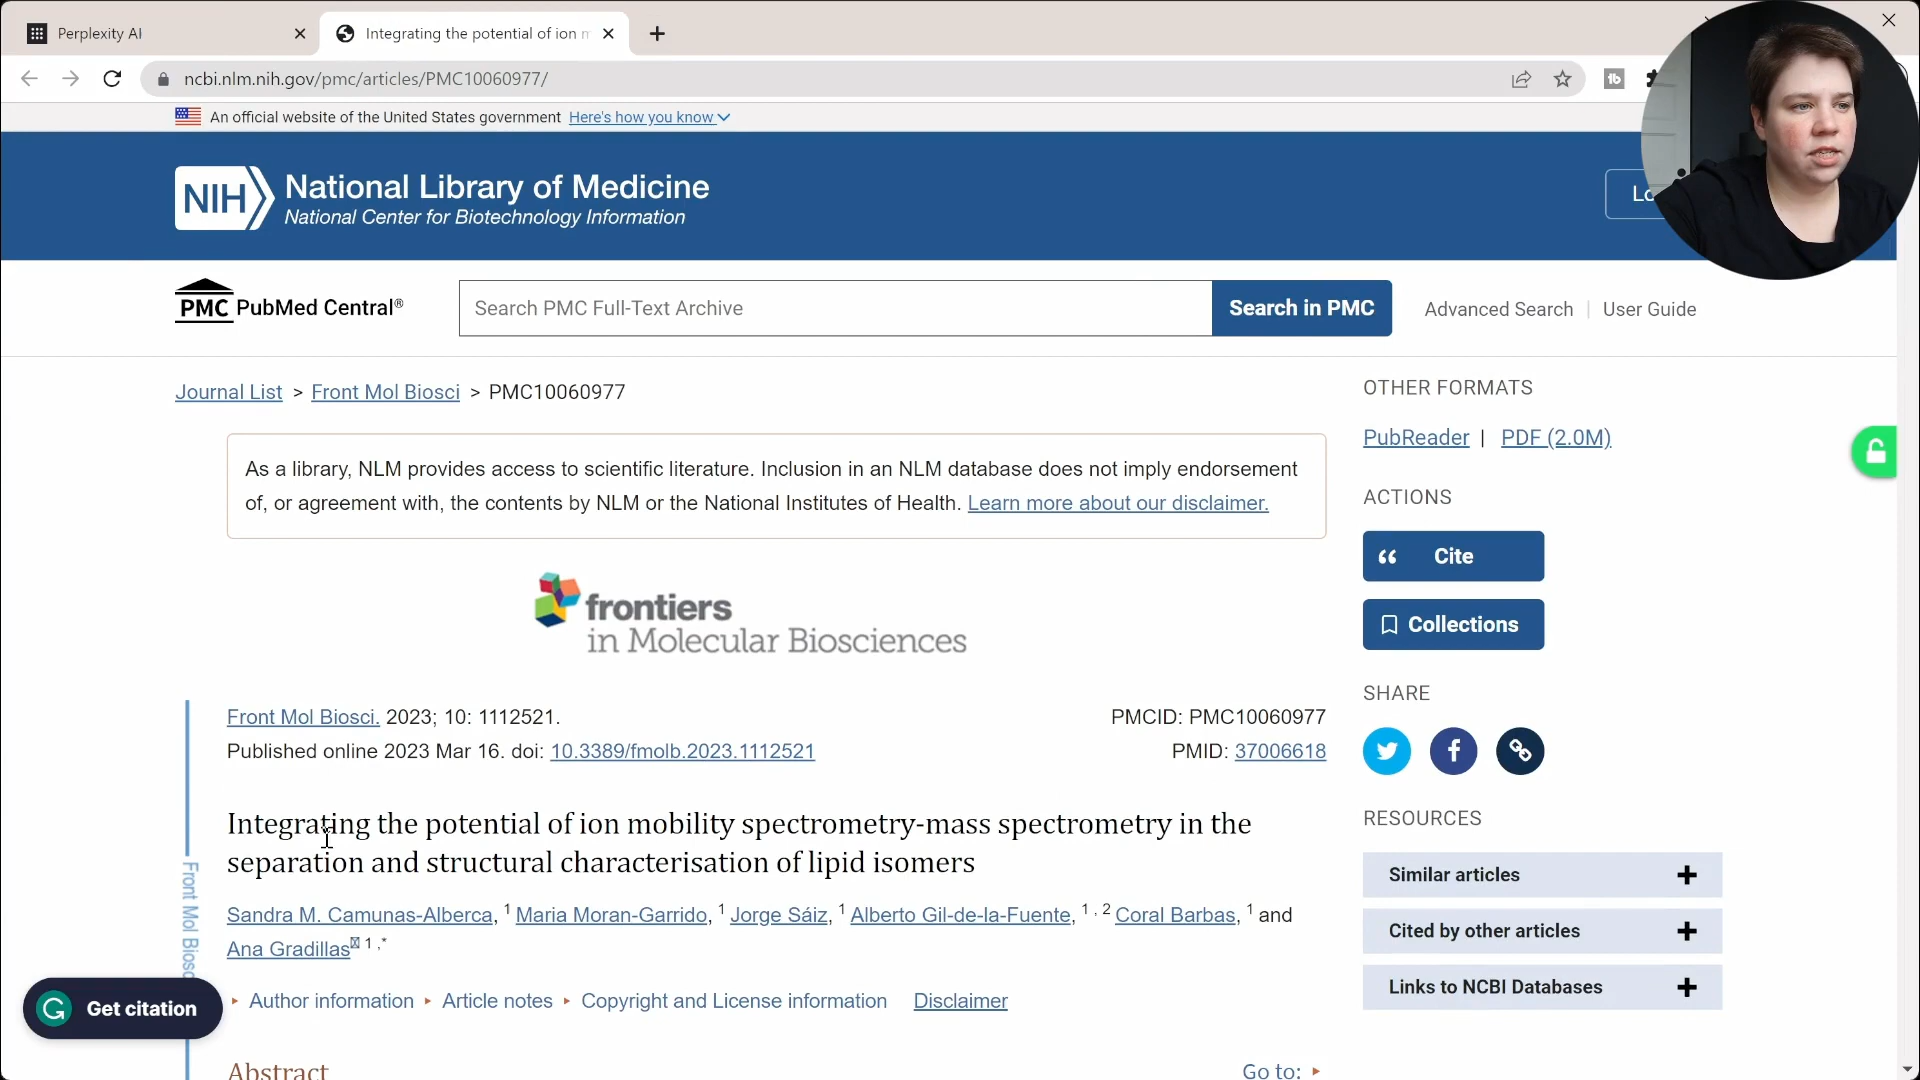 Perplexity AI
Integrating the potential of ion m
ncbi.nlm.nih.gov/pmc/articles/PMC10060977/
An official website of the United States government Here's how you know
NIH National Library of Medicine
National Center for Biotechnology Information
PMC PubMed Central®
Search PMC Full-Text Archive
Search in PMC
Advanced Search | User Guide
Journal List > Front Mol Biosci > PMC10060977
As a library, NLM provides access to scientific literature. Inclusion in an NLM database does not imply endorsement
of, or agreement with, the contents by NLM or the National Institutes of Health. Learn more about our disclaimer.
frontiers
in Molecular Biosciences
Front Mol Biosci. 2023; 10: 1112521.
PMCID: PMC10060977
Published online 2023 Mar 16. doi: 10.3389/fmolb.2023.1112521
PMID: 37006618
Integrating the potential of ion mobility spectrometry-mass spectrometry in the
separation and structural characterisation of lipid isomers
Sandra M. Camunas-Alberca, 1 Maria Moran-Garrido, 1 Jorge Sáiz, 1 Alberto Gil-de-la-Fuente, 1 , 2 Coral Barbas, 1 and
Ana Gradillas 1 ,*
Author information Article notes Copyright and License information Disclaimer
Abstract
Go to:
Front Mol Biosc
Get citation
OTHER FORMATS
PubReader | PDF (2.0M)
ACTIONS
Cite
Collections
SHARE
RESOURCES
Similar articles
Cited by other articles
Links to NCBI Databases